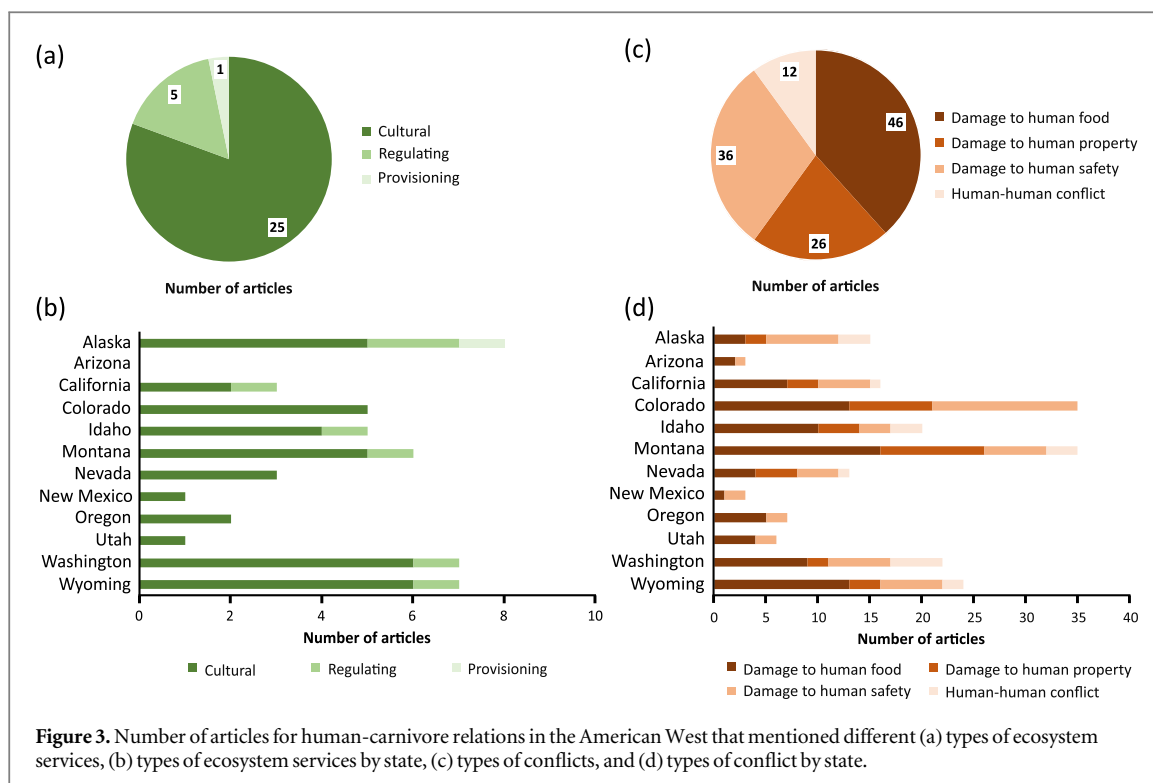 (a)
1
5
25
Cultural
Regulating
Provisioning
Number of articles
(c)
12
46
36
26
Damage to human food
Damage to human property
Damage to human safety
Human-human conflict
Number of articles
(b)
Alaska
Arizona
California
Colorado
Idaho
Montana
Nevada
New Mexico
Oregon
Utah
Washington
Wyoming
0 2 4 6 8 10
Number of articles
Cultural Regulating Provisioning
(d)
Alaska
Arizona
California
Colorado
Idaho
Montana
Nevada
New Mexico
Oregon
Utah
Washington
Wyoming
0 5 10 15 20 25 30 35 40
Number of articles
Damage to human food Damage to human property
Damage to human safety Human-human conflict
Figure 3. Number of articles for human-carnivore relations in the American West that mentioned different (a) types of ecosystem
services, (b) types of ecosystem services by state, (c) types of conflicts, and (d) types of conflict by state.